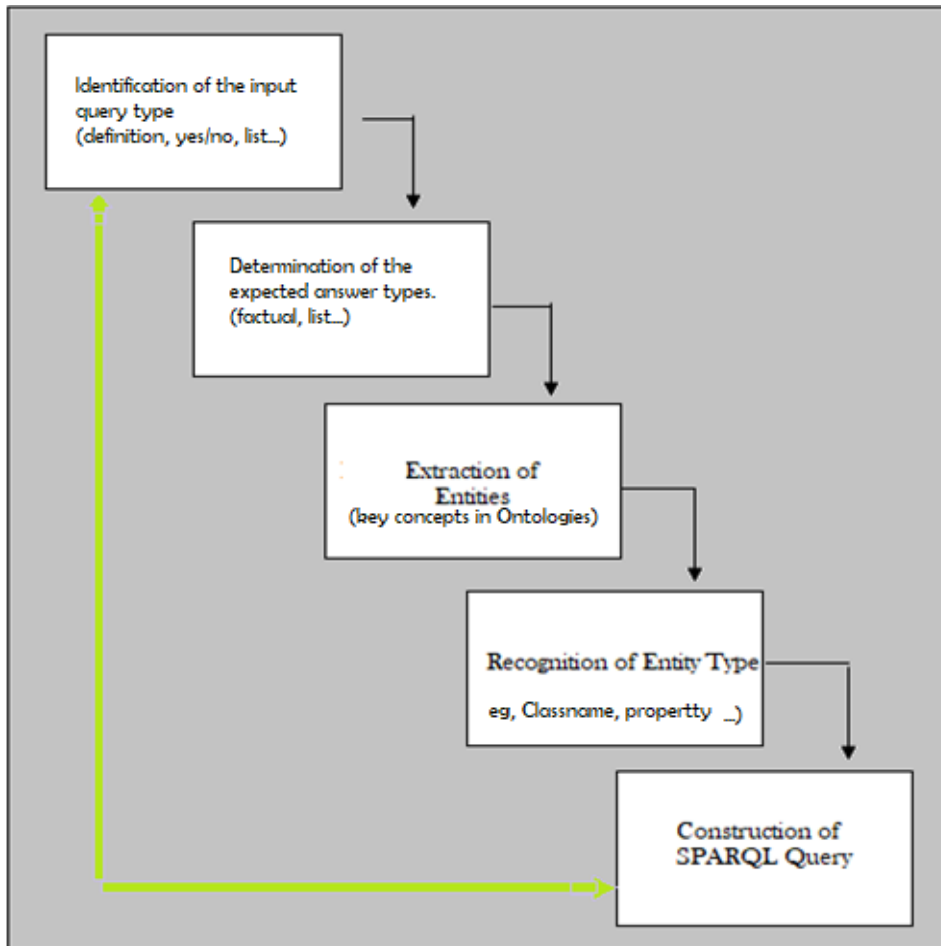 Identification of the input
query type
(definition, yes/no, list...)
Determination of the
expected answer types.
(factual, list...)
Extraction of
Entities
(key concepts in Ontologies)
Recognition of Entity Type
eg, Classname, propertty ...)
Construction of
SPARQL Query